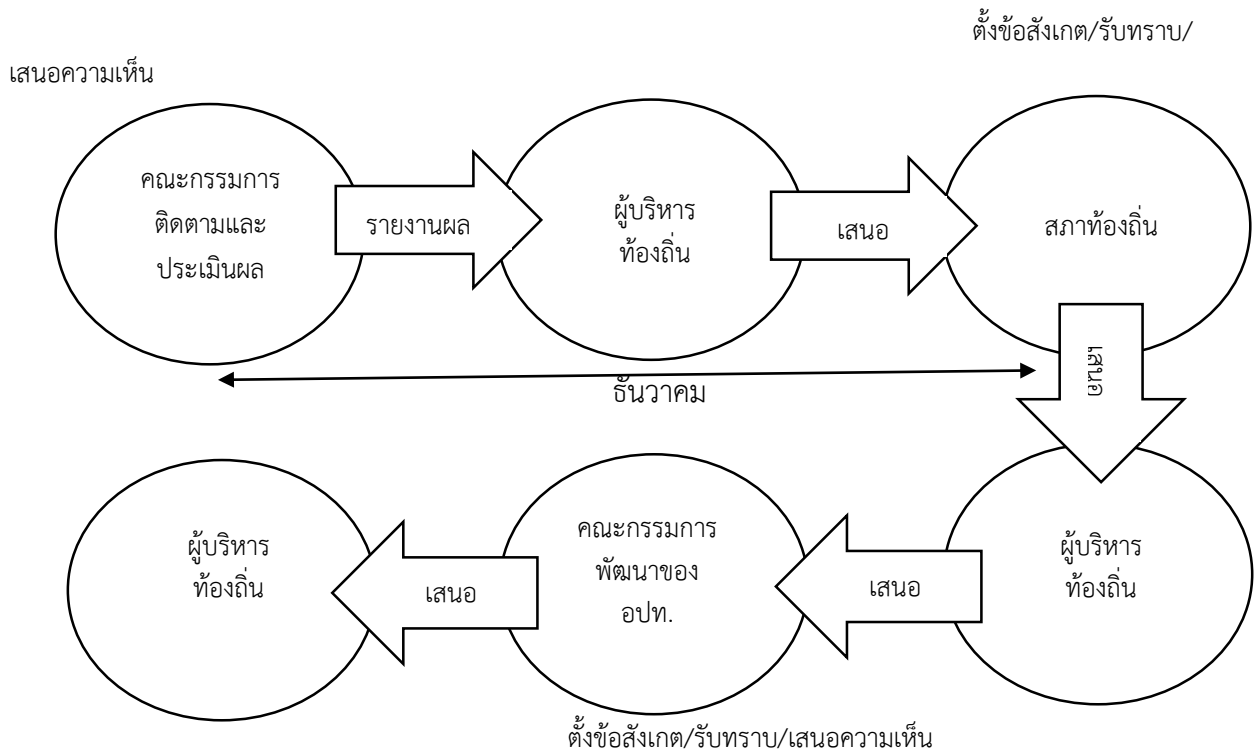 ตั้งข้อสังเกต/รับทราบ/
เสนอความเห็น
คณะกรรมการ
ติดตามและ
ประเมินผล
รายงานผล
ผู้บริหาร
ท้องถิ่น
เสนอ
สภาท้องถิ่น
เสนอ
ธันวาคม
ผู้บริหาร
ท้องถิ่น
เสนอ
คณะกรรมการ
พัฒนาของ
อปท.
เสนอ
ผู้บริหาร
ท้องถิ่น
ตั้งข้อสังเกต/รับทราบ/เสนอความเห็น